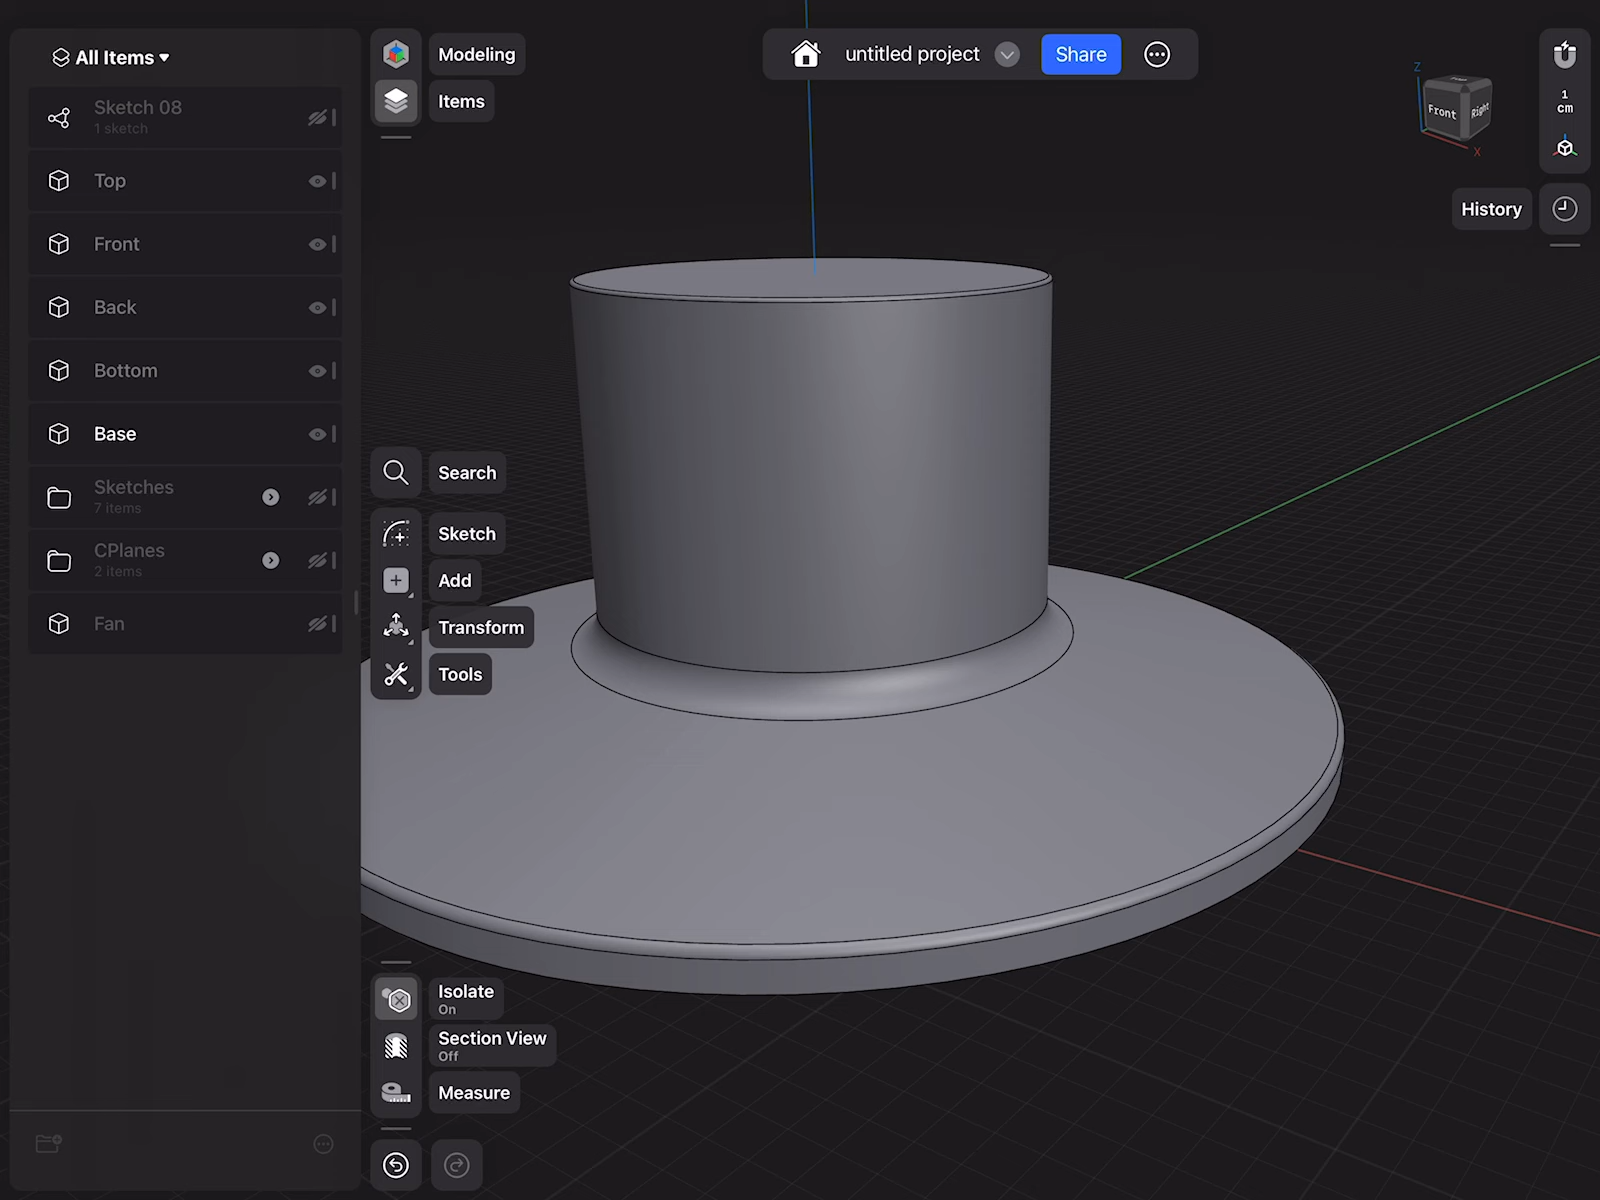 All Items
Sketch 08
1 sketch
Top
Front
Back
Bottom
Base
Sketches
7 items
CPlanes
2 items
Fan
Modeling
Items
Search
Sketch
Add
Transform
Tools
Isolate
On
Section View
Off
Measure
untitled project
Share
Z
Front
Right
X
1
cm
History